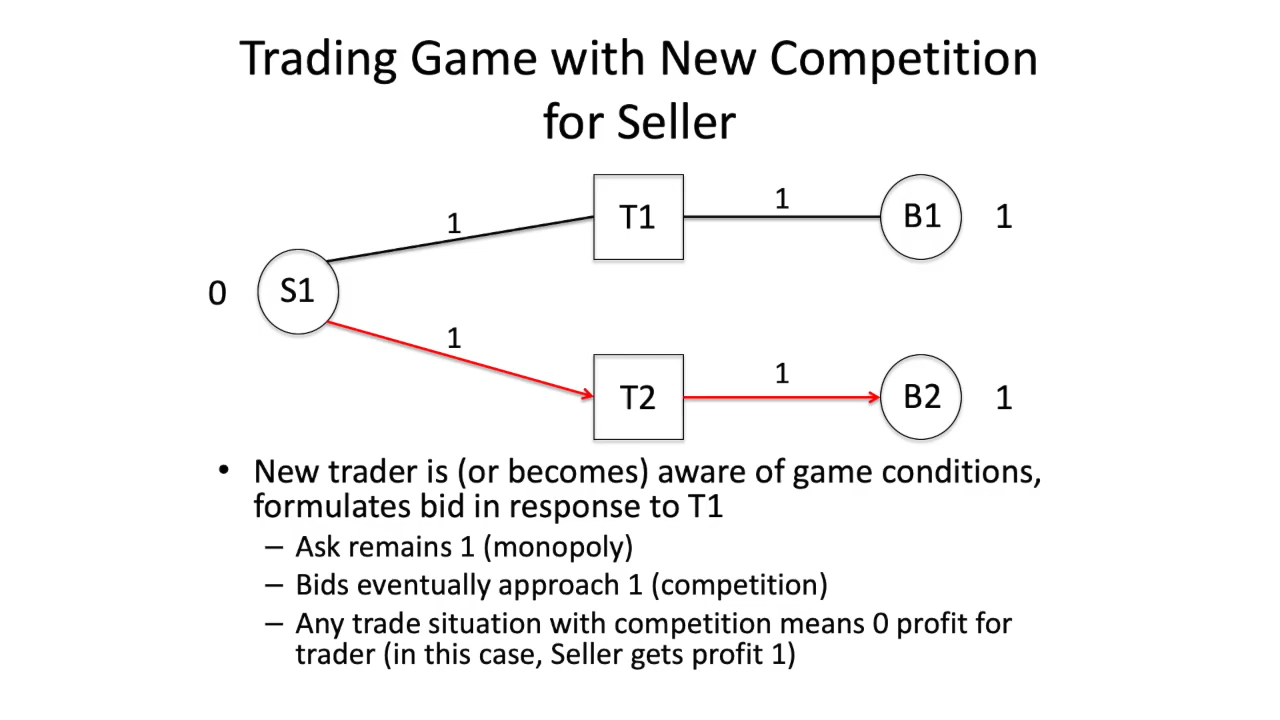 Trading Game with New Competition
for Seller
1
T1
1
B1
1
0
S1
1
T2
1
B2
1
• New trader is (or becomes) aware of game conditions,
formulates bid in response to T1
– Ask remains 1 (monopoly)
– Bids eventually approach 1 (competition)
– Any trade situation with competition means 0 profit for
trader (in this case, Seller gets profit 1)